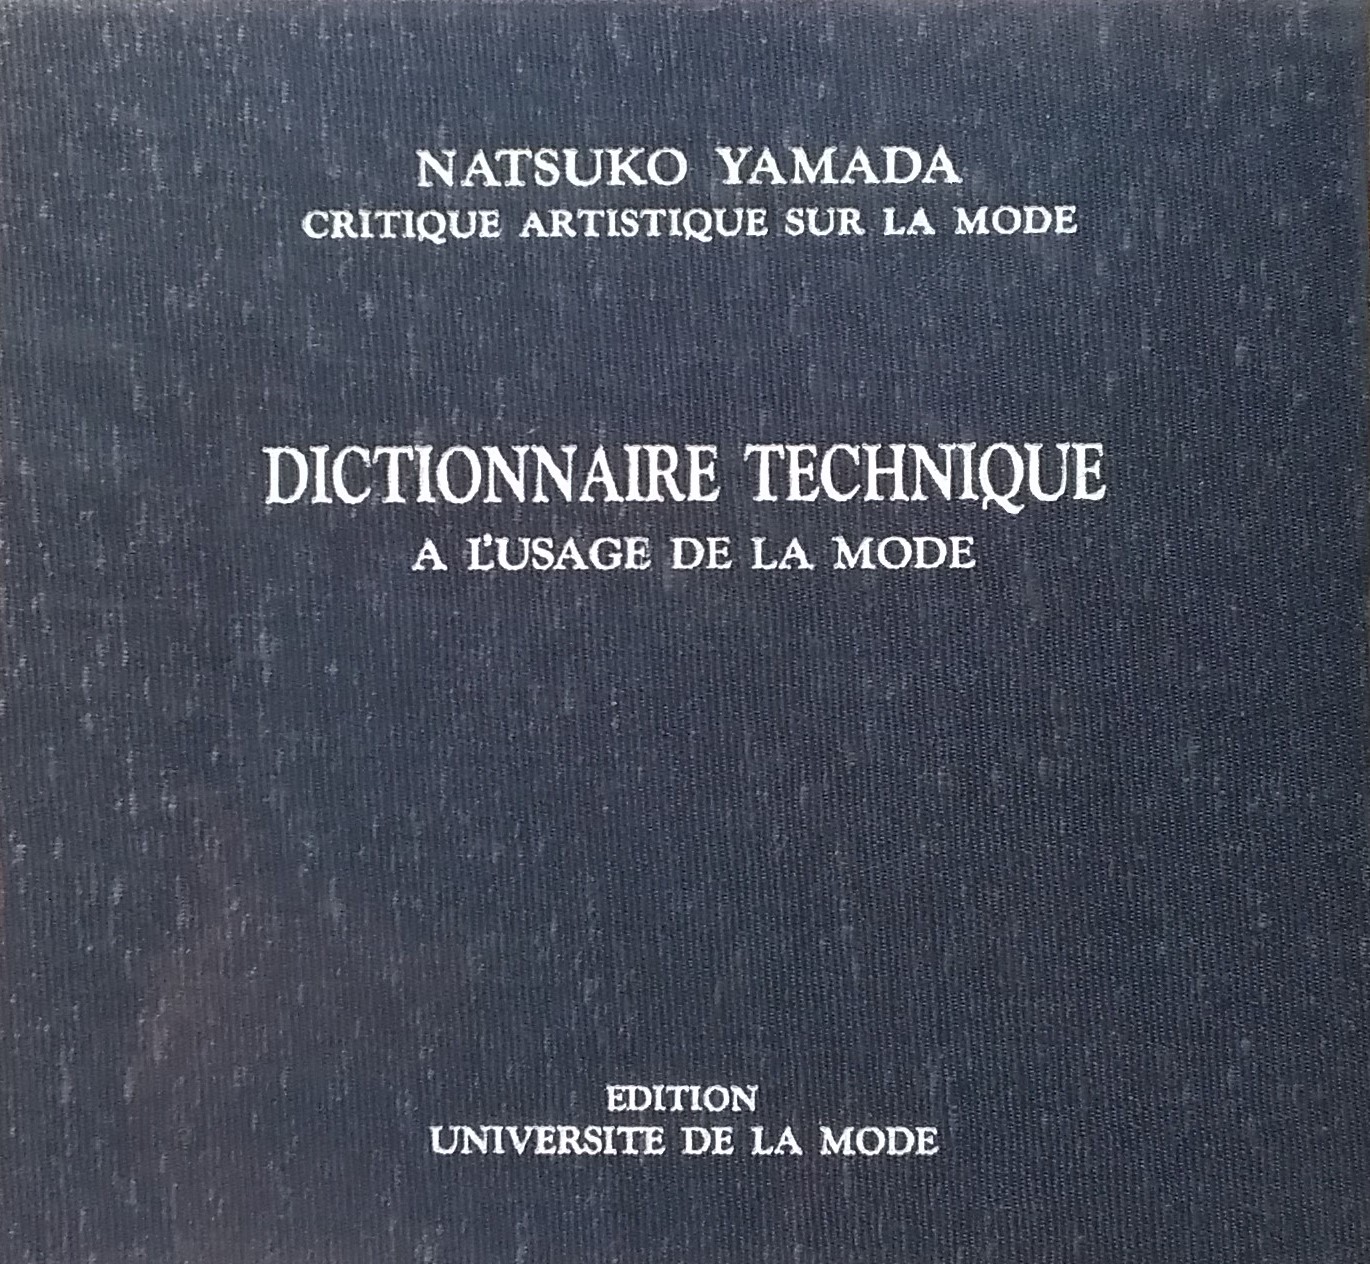 NATSUKO YAMADA
CRITIQUE ARTISTIQUE SUR LA MODE
DICTIONNAIRE TECHNIQUE
A L'USAGE DE LA MODE
EDITION
UNIVERSITE DE LA MODE